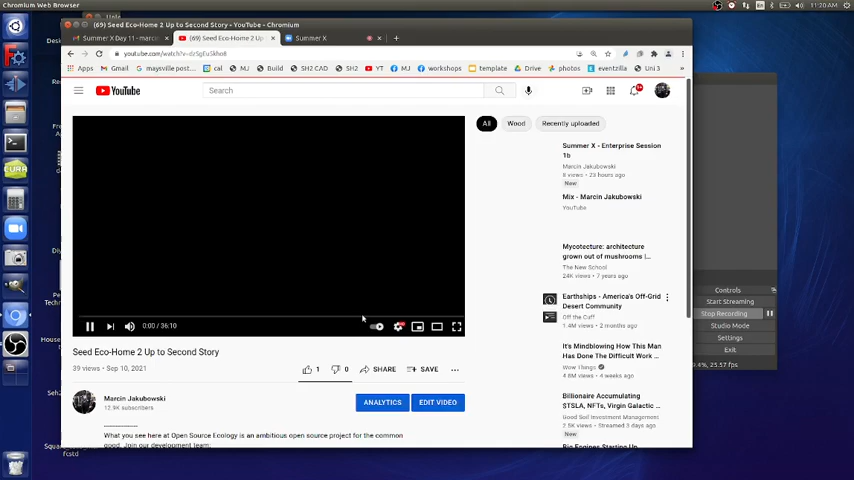 Chromium Web Browser
11:20 AM
(69) Seed Eco-Home 2 Up to Second Story - YouTube - Chromium
Summer X Day 11 - marc
(69) Seed Eco-Home 2 Up
Summer X
Apps
Gmail
maysville post...
cal
MJ
Build
SH2 CAD
SH2
YT
MJ
workshops
template
Drive
photos
eventzilla
Uni 3
YouTube
Search
All
Wood
Recently uploaded
Summer X - Enterprise Session
1b
Marcin Jakubowski
8 views • 23 hours ago
New
Mix - Marcin Jakubowski
YouTube
Mycotecture: architecture
grown out of mushrooms |...
The New School
24K views • 7 years ago
Earthships - America's Off-Grid
Desert Community
Off the Cuff
1.4M views • 2 months ago
It's Mindblowing How This Man
Has Done The Difficult Work ...
Wow Things
4.8M views • 4 weeks ago
Billionaire Accumulating
$TSLA, NFTs, Virgin Galactic ...
Good Soil Investment Management
2.5K views • Streamed 3 days ago
0:00 / 36:10
Seed Eco-Home 2 Up to Second Story
39 views • Sep 10, 2021
1
0
SHARE
SAVE
Marcin Jakubowski
12.9K subscribers
ANALYTICS
EDIT VIDEO
What you see here at Open Source Ecology is an ambitious open source project for the common
good. Join our development team:
Controls
Start Streaming
Stop Recording
Studio Mode
Settings
Exit
CURA
fcstd